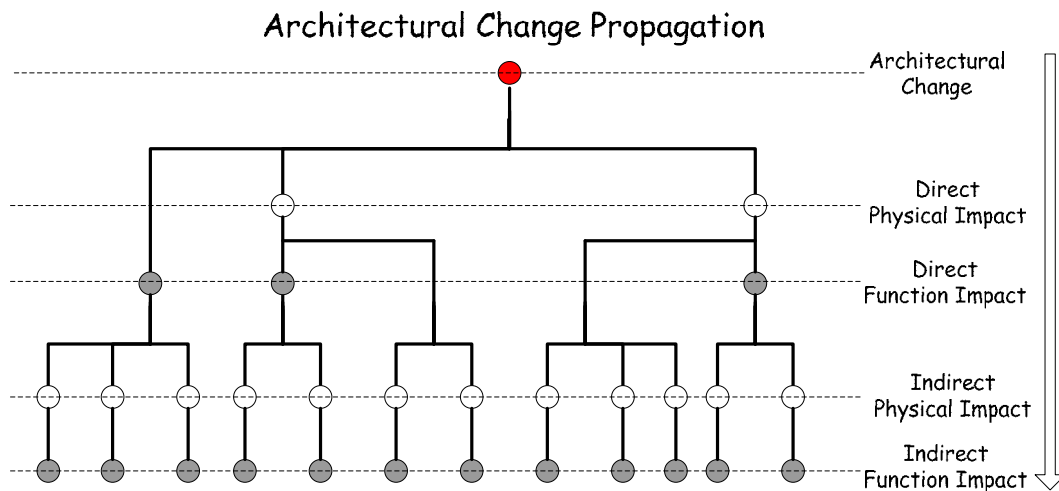 Architectural Change Propagation
Architectural
Change
Direct
Physical Impact
Direct
Function Impact
Indirect
Physical Impact
Indirect
Function Impact